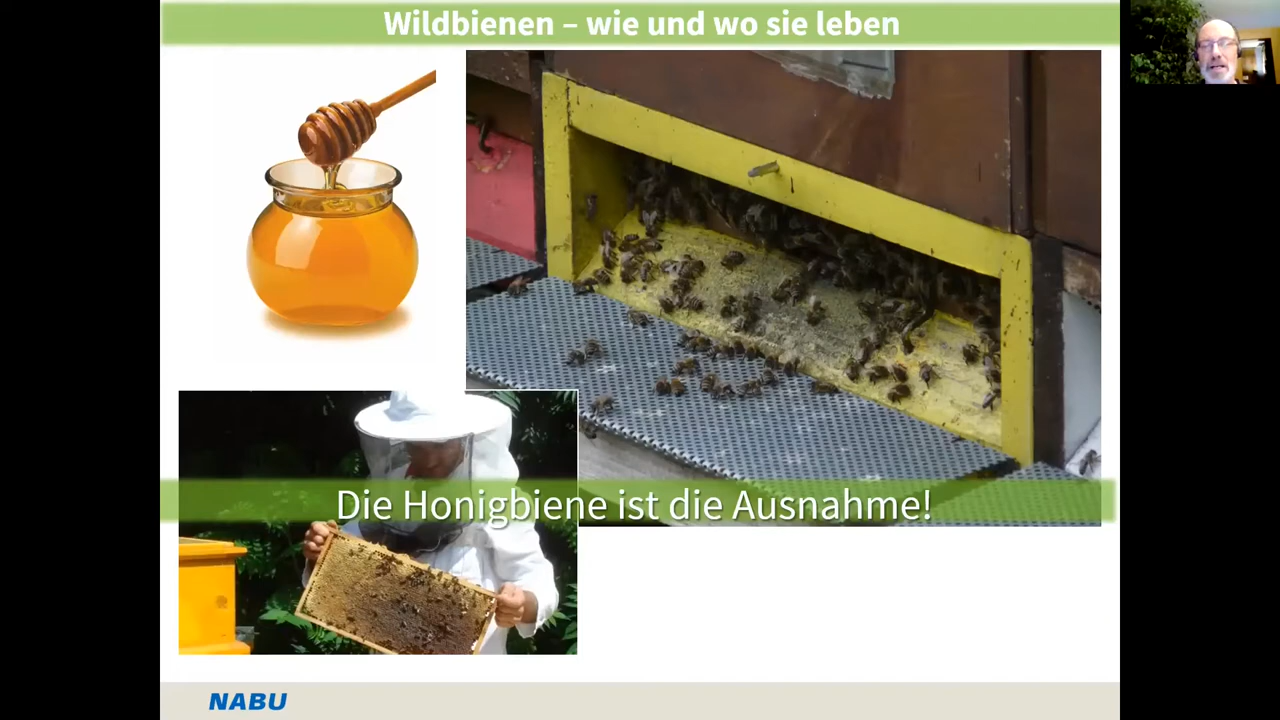 Wildbienen – wie und wo sie leben
Die Honigbiene ist die Ausnahme!
NABU